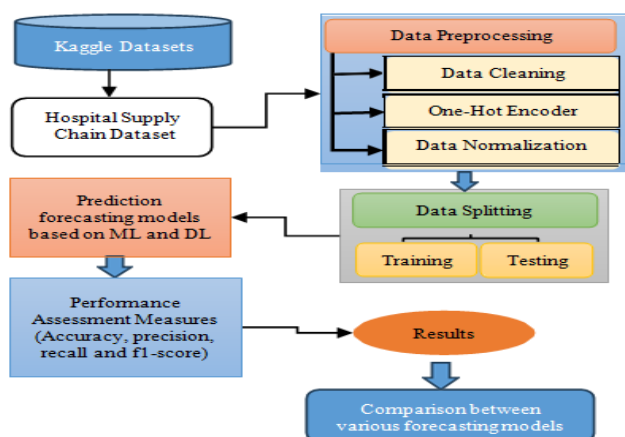 Kaggle Datasets
Hospital Supply
Chain Dataset
Data Preprocessing
Data Cleaning
One-Hot Encoder
Data Normalization
Data Splitting
Training
Testing
Prediction
forecasting models
based on ML and DL
Performance
Assessment Measures
(Accuracy, precision,
recall and f1-score)
Results
Comparison between
various forecasting models